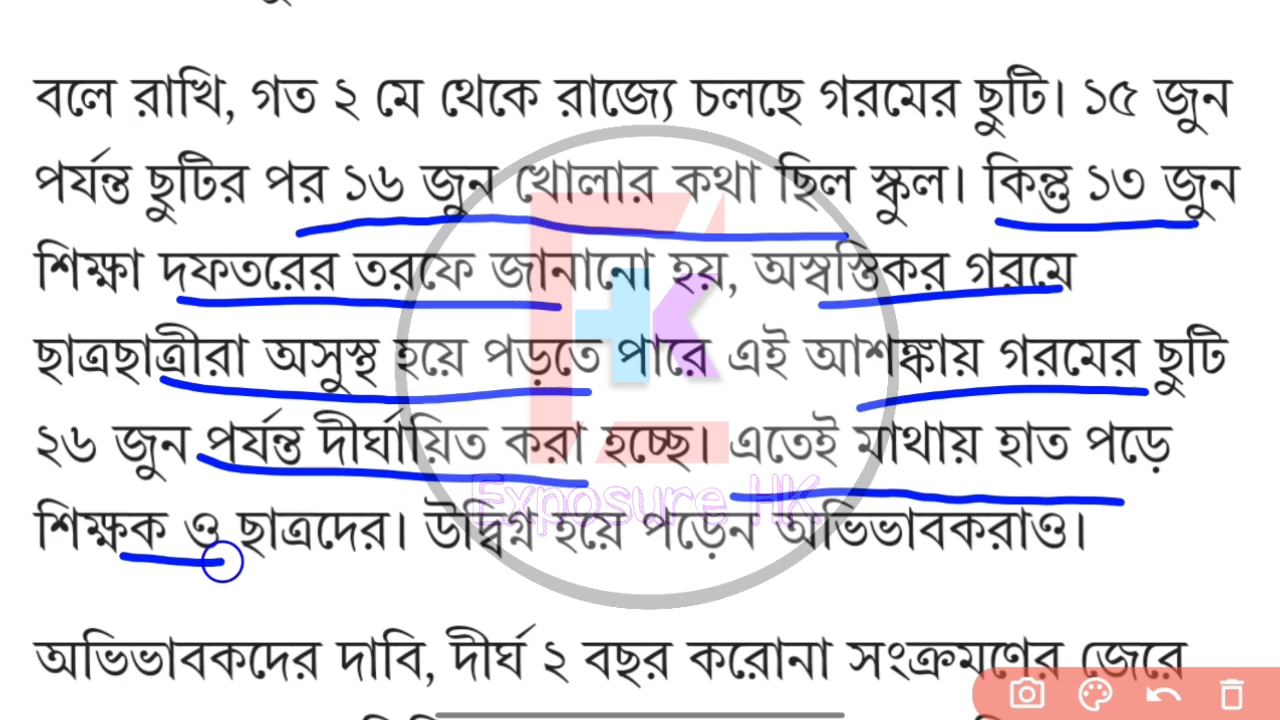 বলে রাখি, গত ২ মে থেকে রাজ্যে চলছে গরমের ছুটি। ১৫ জুন
পর্যন্ত ছুটির পর ১৬ জুন খোলার কথা ছিল স্কুল। কিন্তু ১৩ জুন
শিক্ষা দফতরের তরফে জানানো হয়, অস্বস্তিকর গরমে
ছাত্রছাত্রীরা অসুস্থ হয়ে পড়তে পারে এই আশঙ্কায় গরমের ছুটি
২৬ জুন পর্যন্ত দীর্ঘায়িত করা হচ্ছে। এতেই মাথায় হাত পড়ে
শিক্ষক ও ছাত্রদের। উদ্বিগ্ন হয়ে পড়েন অভিভাবকরাও।
অভিভাবকদের দাবি, দীর্ঘ ২ বছর করোনা সংক্রমণের জেরে
Exposure HK